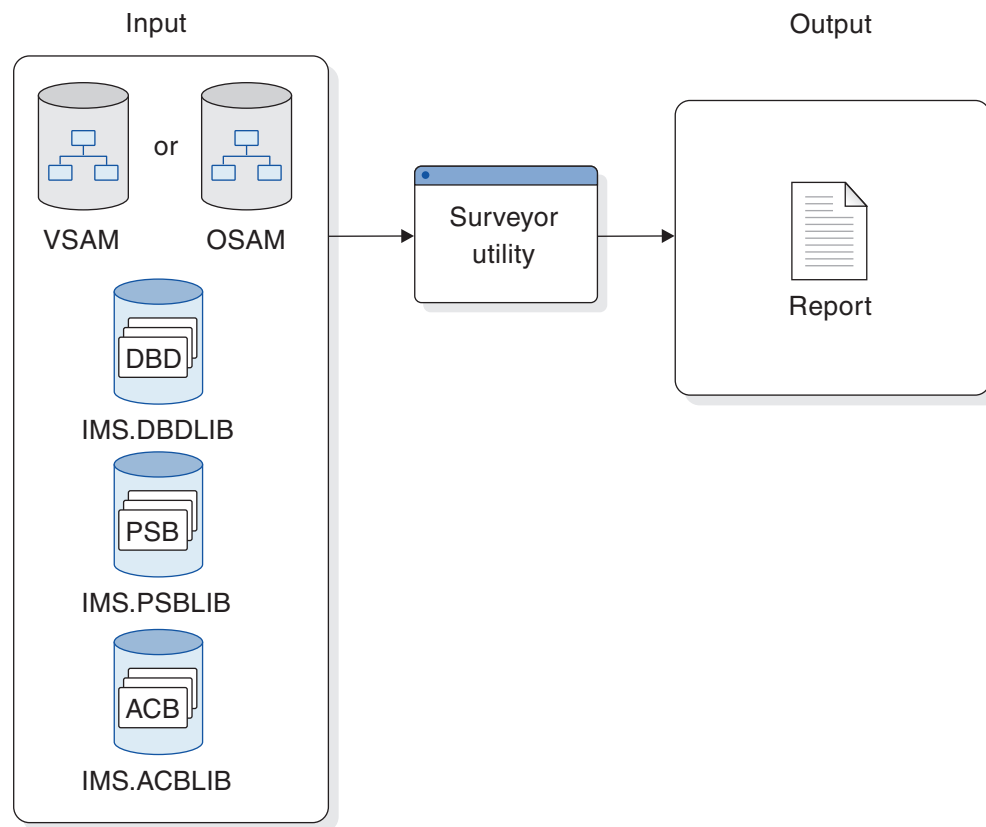 Input
Output
VSAM
or
OSAM
Surveyor
utility
Report
DBD
IMS.DBDLIB
PSB
IMS.PSBLIB
ACB
IMS.ACBLIB